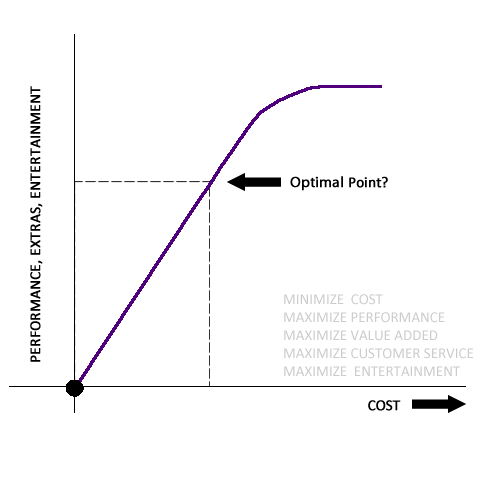 PERFORMANCE, EXTRAS, ENTERTAINMENT
Optimal Point?
MINIMIZE COST
MAXIMIZE PERFORMANCE
MAXIMIZE VALUE ADDED
MAXIMIZE CUSTOMER SERVICE
MAXIMIZE ENTERTAINMENT
COST